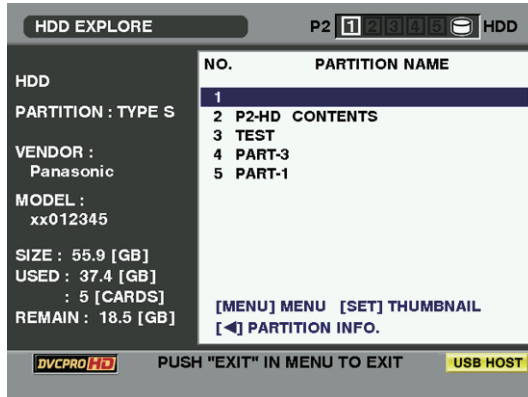 HDD EXPLORE
P2 1 2 3 4 5 HDD
HDD
PARTITION : TYPE S
VENDOR :
Panasonic
MODEL :
xx012345
SIZE : 55.9 [GB]
USED : 37.4 [GB]
: 5 [CARDS]
REMAIN : 18.5 [GB]
NO. PARTITION NAME
1
2 P2-HD CONTENTS
3 TEST
4 PART-3
5 PART-1
[MENU] MENU [SET] THUMBNAIL
[◀] PARTITION INFO.
DVCPRO HD PUSH "EXIT" IN MENU TO EXIT USB HOST